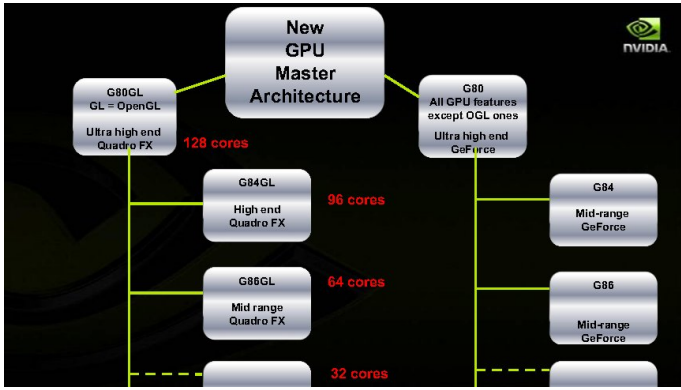 New
GPU
Master
Architecture
NVIDIA.
G80GL
GL = OpenGL
Ultra high end
Quadro FX
128 cores
G80
All GPU features
except OGL ones
Ultra high end
GeForce
G84GL
High end
Quadro FX
96 cores
G84
Mid-range
GeForce
G86GL
Mid range
Quadro FX
64 cores
G86
Mid-range
GeForce
32 cores